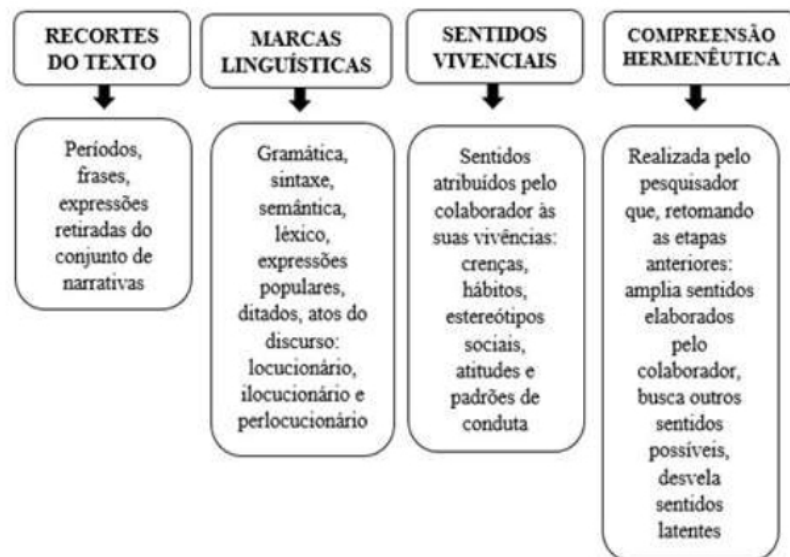 RECORTES
DO TEXTO
Períodos,
frases,
expressões
retiradas do
conjunto de
narrativas
MARCAS
LINGUÍSTICAS
Gramática,
sintaxe,
semântica,
léxico,
expressões
populares,
ditados, atos do
discurso:
locucionário,
ilocucionário e
perlocucionário
SENTIDOS
VIVENCIAIS
Sentidos
atribuídos pelo
colaborador às
suas vivências:
crenças,
hábitos,
estereótipos
sociais,
atitudes e
padrões de
conduta
COMPREENSÃO
HERMENÊUTICA
Realizada pelo
pesquisador
que, retomando
as etapas
anteriores:
amplia sentidos
elaborados
pelo
colaborador,
busca outros
sentidos
possíveis,
desvela
sentidos
latentes